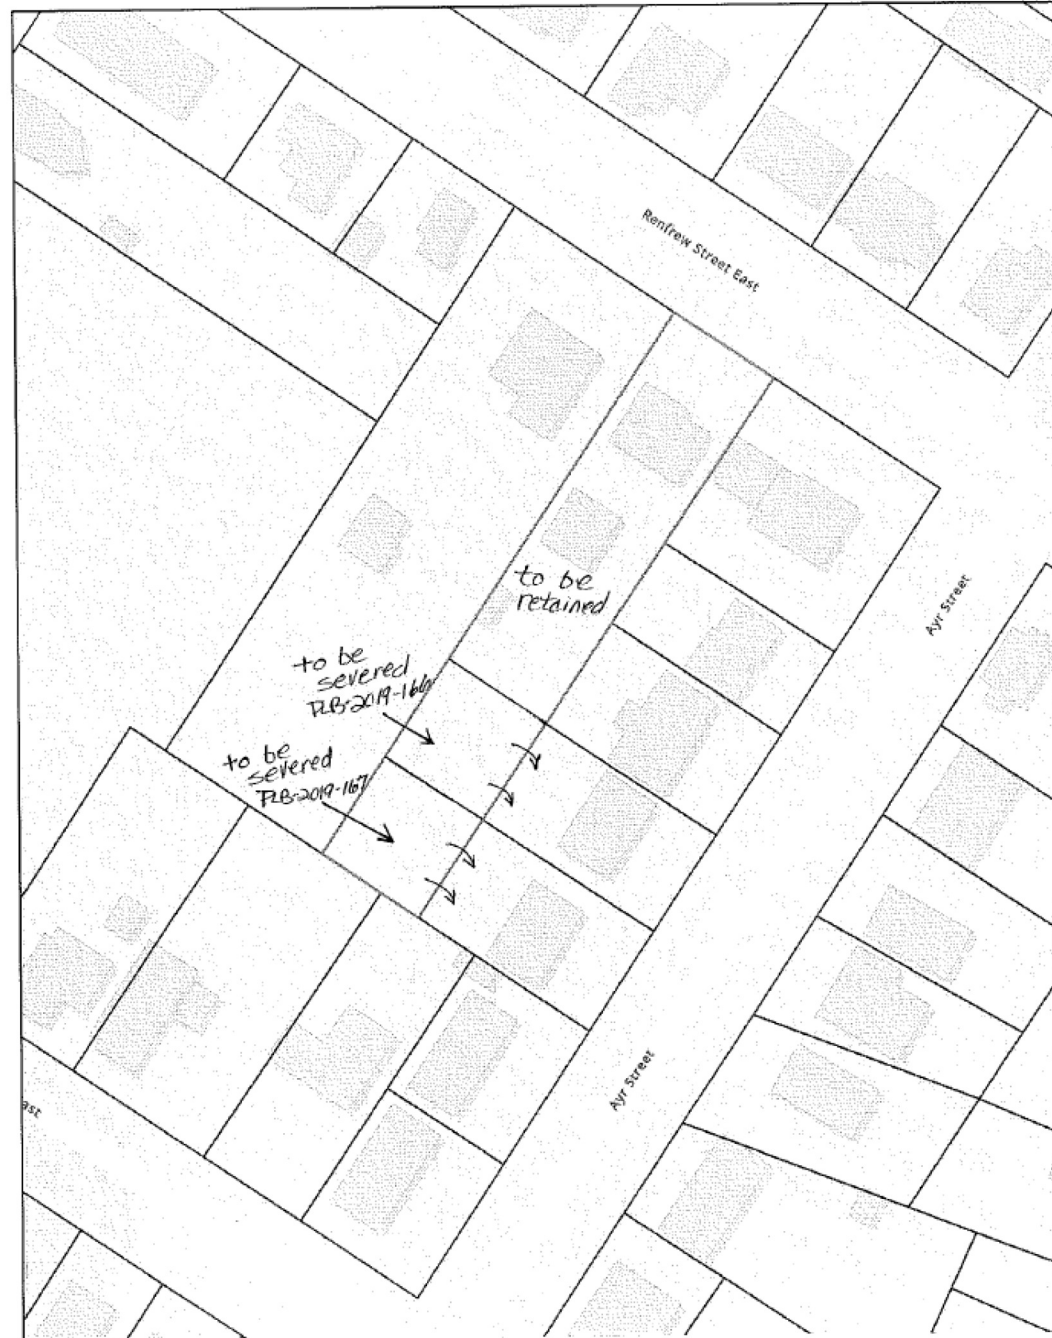 Renfrew Street East
Ayr Street
to be
retained
to be
severed
PLB-2019-166
to be
severed
PLB-2019-167
Ayr Street
ast